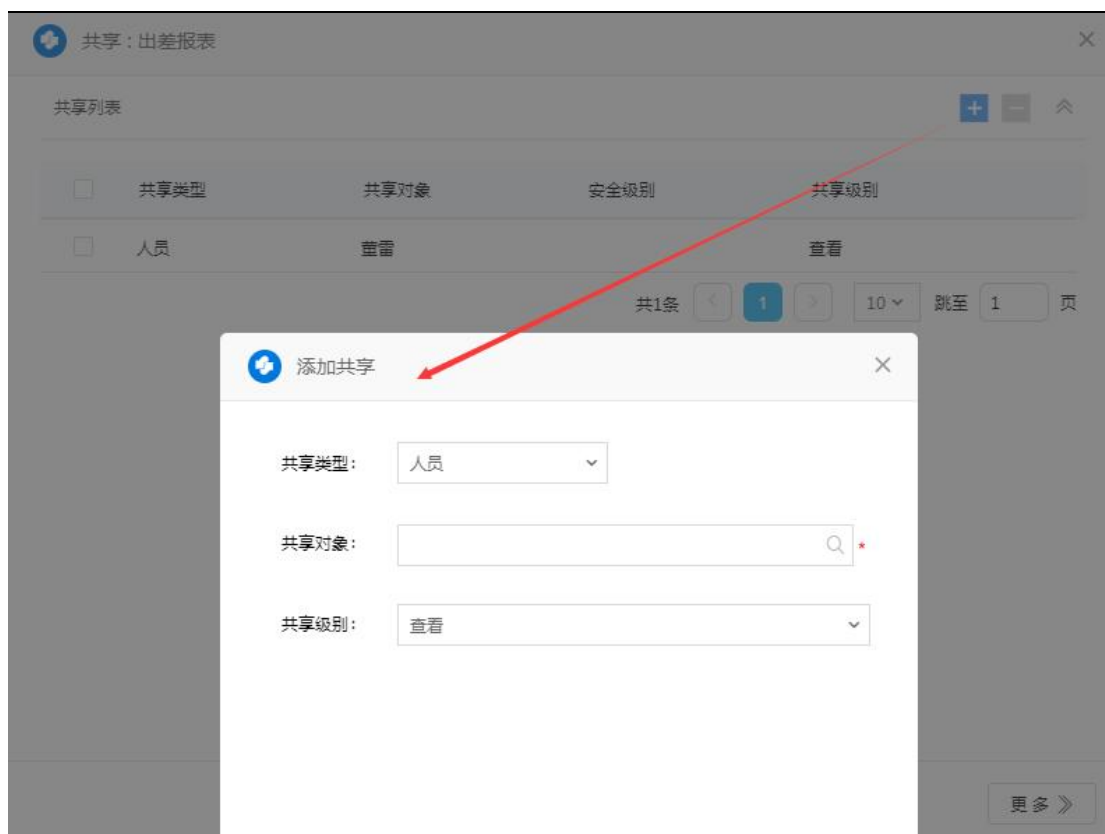 共享：出差报表
共享列表
共享类型 共享对象 安全级别 共享级别
人员 董雷 查看
共1条 1 10 跳至 1 页
添加共享
共享类型： 人员
共享对象： *
共享级别： 查看
更多